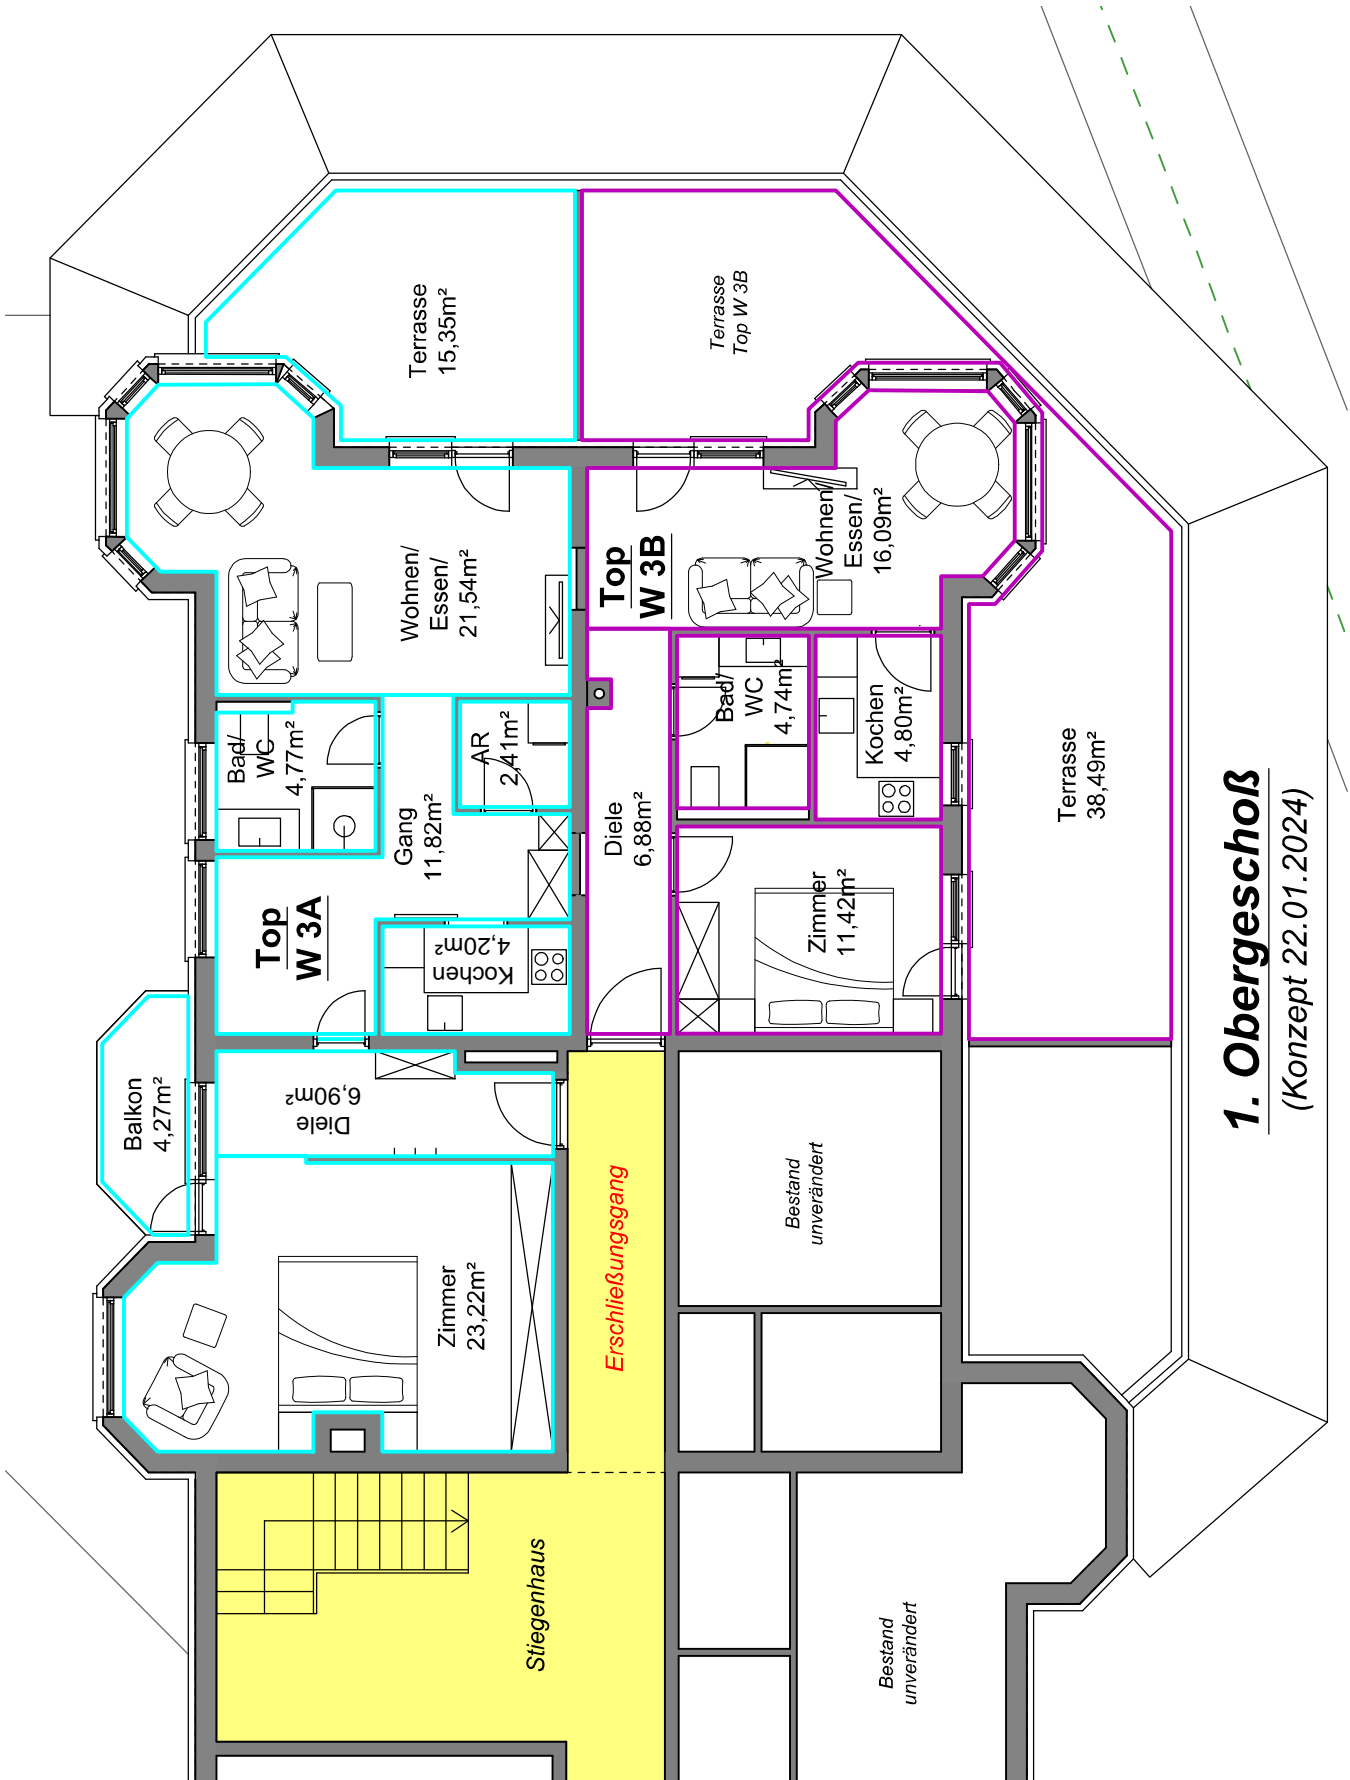 Terrasse
15,35m²
Terrasse
Top W 3B
Wohnen/
Essen/
21,54m²
Top
W 3B
Wohnen/
Essen/
16,09m²
Bad/
WC
4,77m²
AR
2,41m²
Gang
11,82m²
Bad/
WC
4,74m²
Kochen
4,80m²
Terrasse
38,49m²
Diele
6,88m²
Top
W 3A
Kochen
4,20m²
Zimmer
11,42m²
Balkon
4,27m²
Diele
6,90m²
Zimmer
23,22m²
Erschließungsgang
Bestand
unverändert
Stiegenhaus
Bestand
unverändert
1. Obergeschoß
(Konzept 22.01.2024)